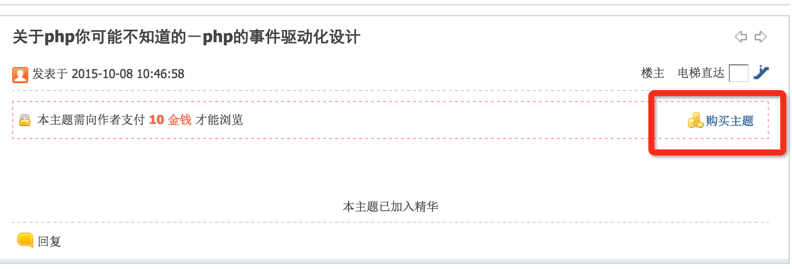 关于php你可能不知道的－php的事件驱动化设计
发表于 2015-10-08 10:46:58 楼主 电梯直达
本主题需向作者支付 10 金钱 才能浏览 购买主题
本主题已加入精华
回复